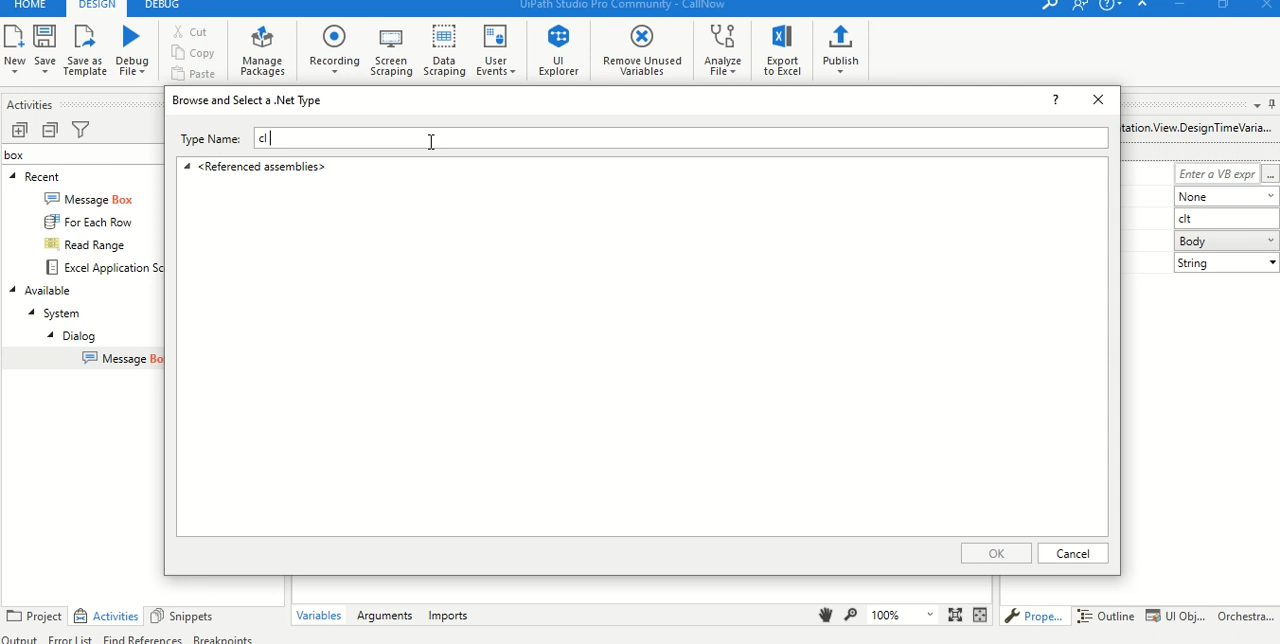 UiPath Studio Pro Community - CallNow
HOME DESIGN DEBUG
New
Save
Save as Template
Debug File
Cut
Copy
Paste
Manage Packages
Recording
Screen Scraping
Data Scraping
User Events
UI Explorer
Remove Unused Variables
Analyze File
Export to Excel
Publish
Activities
box
Recent
Message Box
For Each Row
Read Range
Excel Application Sc
Available
System
Dialog
Message Bo
Browse and Select a .Net Type
?
Type Name: cl
<Referenced assemblies>
OK Cancel
tation.View.DesignTimeVaria...
Enter a VB expr ...
None
clt
Body
String
Project Activities Snippets
Variables Arguments Imports 100%
Prope... Outline UI Obj... Orchestra...
Output Error List Find References Breakpoints